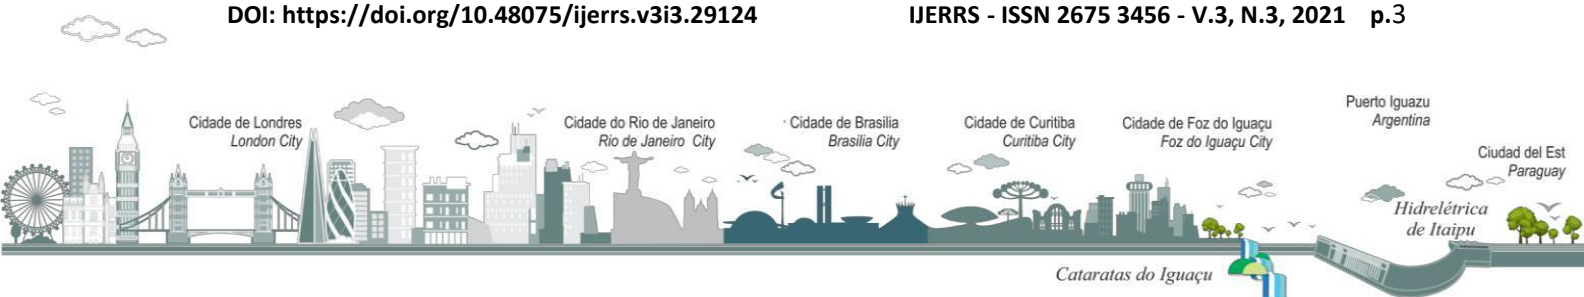 DOI: https://doi.org/10.48075/ijerrs.v3i3.29124 IJERRS - ISSN 2675 3456 - V.3, N.3, 2021 p.3
Cidade de Londres
London City
Cidade do Rio de Janeiro
Rio de Janeiro City
Cidade de Brasilia
Brasilia City
Cidade de Curitiba
Curitiba City
Cidade de Foz do Iguaçu
Foz do Iguaçu City
Puerto Iguazu
Argentina
Ciudad del Est
Paraguay
Hidrelétrica
de Itaipu
Cataratas do Iguaçu